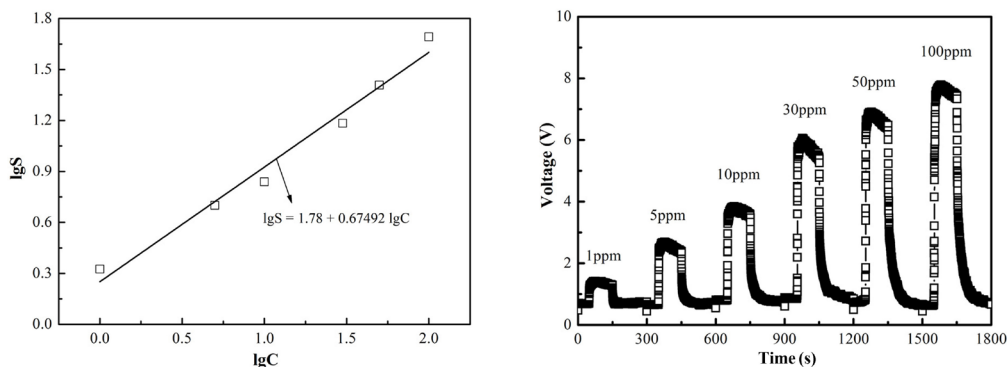 1.8
1.5
1.2
0.9
0.6
0.3
0.0
lgS
lgS = 1.78 + 0.67492 lgC
0.0 0.5 1.0 1.5 2.0
lgC
10
8
6
4
2
0
Voltage (V)
1ppm
5ppm
10ppm
30ppm
50ppm
100ppm
0 300 600 900 1200 1500 1800
Time (s)